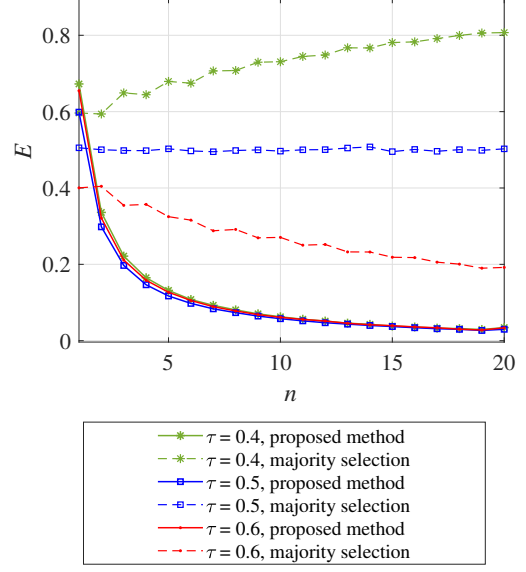 0.8
0.6
E
0.4
0.2
0
5 10 15 20
n
τ = 0.4, proposed method
τ = 0.4, majority selection
τ = 0.5, proposed method
τ = 0.5, majority selection
τ = 0.6, proposed method
τ = 0.6, majority selection